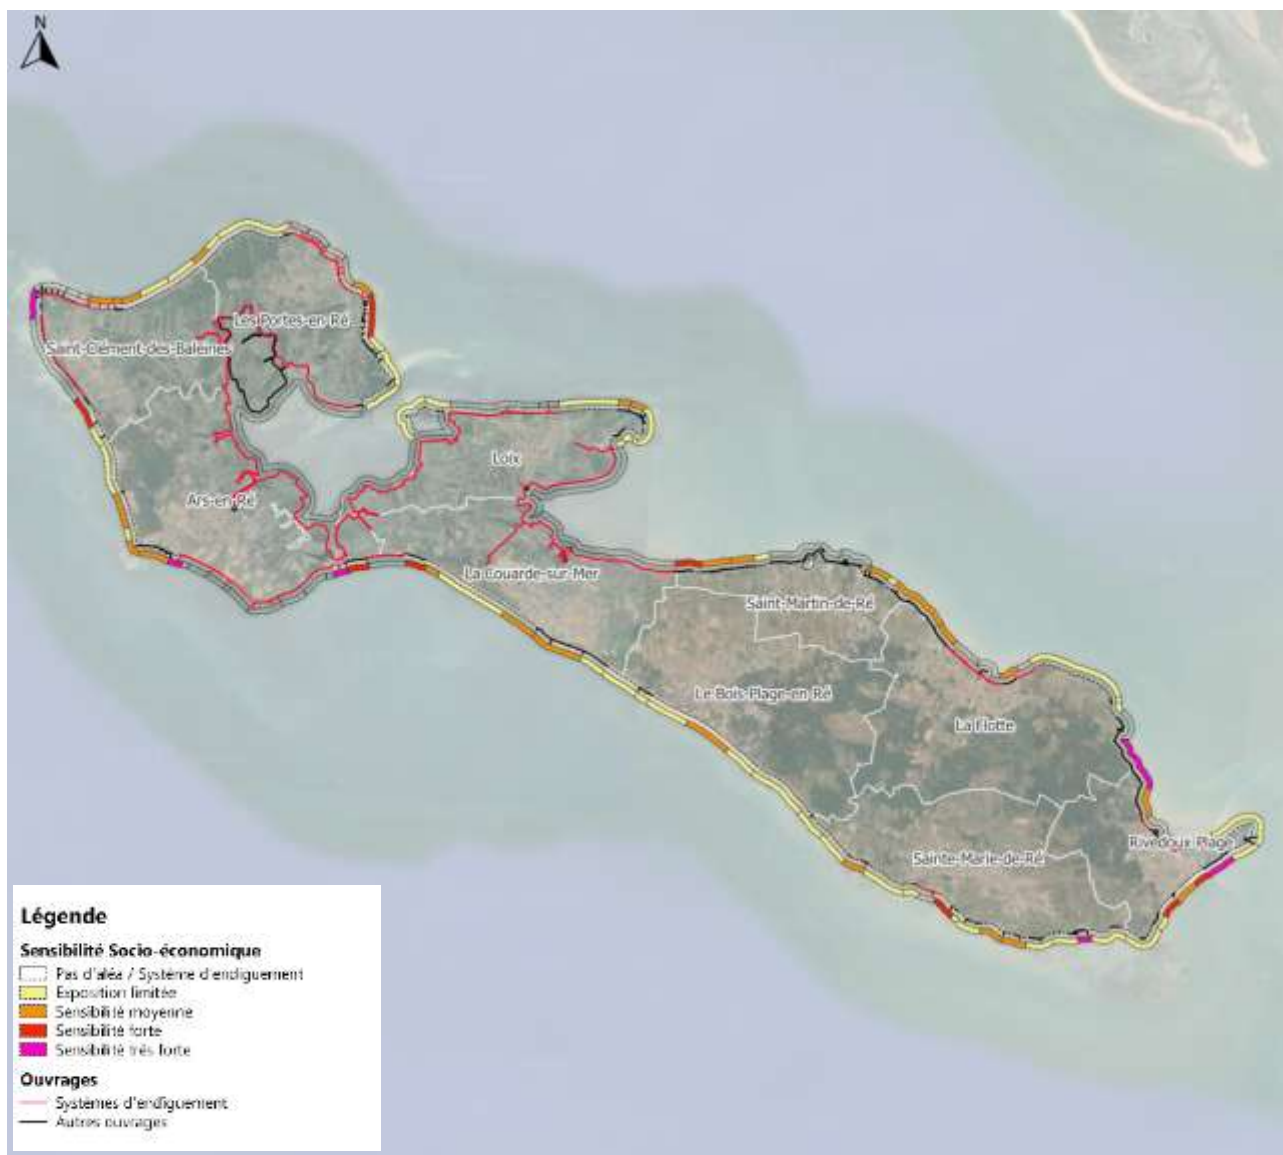 N
Les Portes-en-Ré
Saint-Clément-des-Baleines
Loix
Ars-en-Ré
La Couarde-sur-Mer
Saint-Martin-de-Ré
Le Bois-Plage-en-Ré
La Flotte
Rivedoux-Plage
Sainte-Marie-de-Ré
Légende
Sensibilité Socio-économique
Pas d'aléa / Système d'endiguement
Exposition limitée
Sensibilité moyenne
Sensibilité forte
Sensibilité très forte
Ouvrages
Systèmes d'endiguement
Autres ouvrages